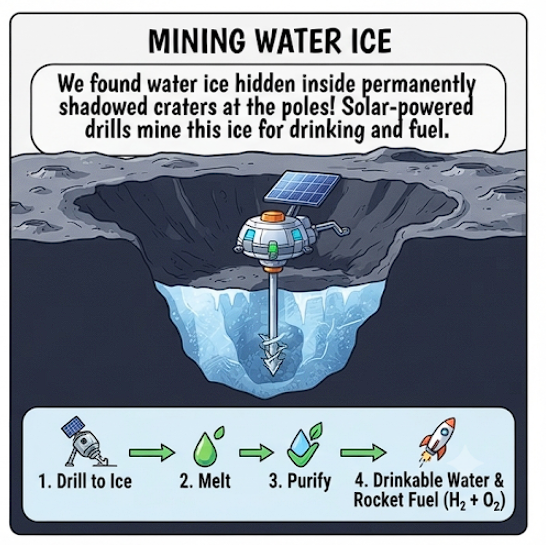 MINING WATER ICE
We found water ice hidden inside permanently
shadowed craters at the poles! Solar-powered
drills mine this ice for drinking and fuel.
1. Drill to Ice
2. Melt
3. Purify
4. Drinkable Water &
Rocket Fuel (H₂ + O₂)